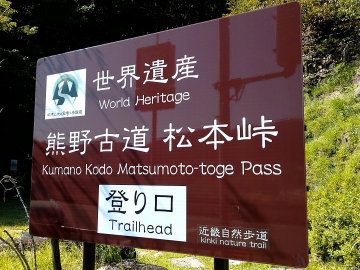 世界遺産
World Heritage
熊野古道 松本峠
Kumano Kodo Matsumoto-toge Pass
登り口
Trailhead
近畿自然歩道
kinki nature trail